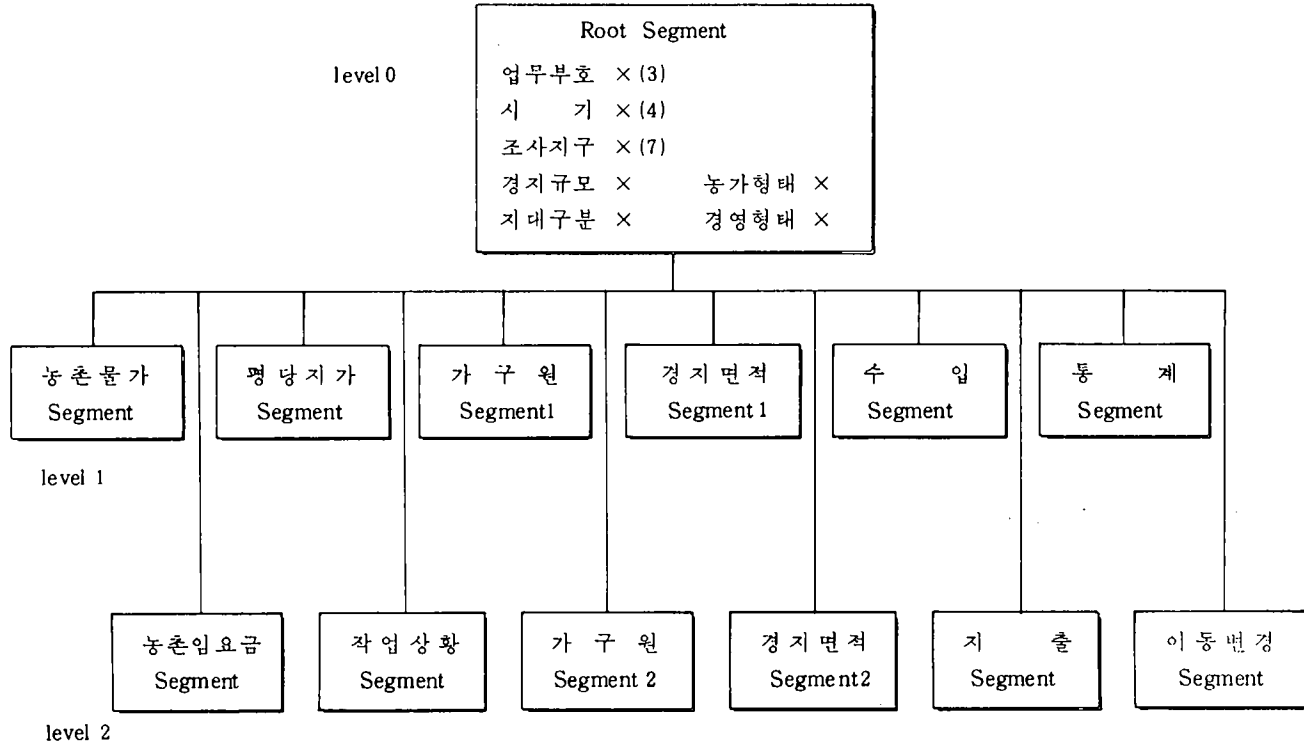 Root Segment
level 0
업무부호 × (3)
시 기 × (4)
조사지구 × (7)
경지규모 × 농가형태 ×
지대구분 × 경영형태 ×
농촌물가 Segment
평당지가 Segment
가 구 원 Segment1
경지면적 Segment 1
수 입 Segment
통 계 Segment
level 1
농촌임요금 Segment
작업상황 Segment
가 구 원 Segment 2
경지면적 Segment2
지 출 Segment
이동변경 Segment
level 2